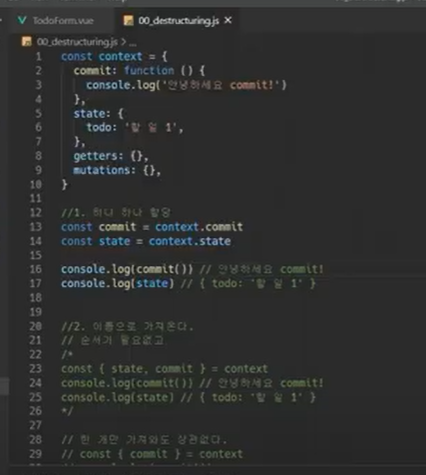 TodoForm.vue
00_destructuring.js ×
00_destructuring.js > ...
1 const context = {
2 commit: function () {
3 console.log('안녕하세요 commit!')
4 },
5 state: {
6 todo: '할 일 1',
7 },
8 getters: {},
9 mutations: {},
10 }
11
12 //1. 하나 하나 할당
13 const commit = context.commit
14 const state = context.state
15
16 console.log(commit()) // 안녕하세요 commit!
17 console.log(state) // { todo: '할 일 1' }
18
19
20 //2. 이름으로 가져온다.
21 // 순서가 필요없고
22 /*
23 const { state, commit } = context
24 console.log(commit()) // 안녕하세요 commit!
25 console.log(state) // { todo: '할 일 1' }
26 */
27
28 // 한 개만 가져와도 상관없다.
29 // const { commit } = context